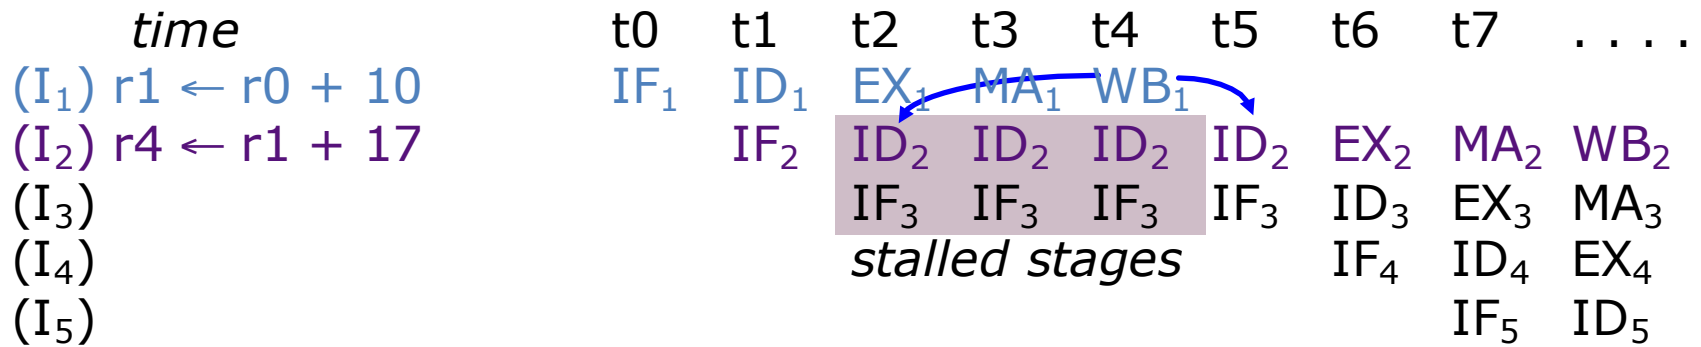 time t0 t1 t2 t3 t4 t5 t6 t7 . . . .
(I₁) r1 ← r0 + 10 IF₁ ID₁ EX₁ MA₁ WB₁
(I₂) r4 ← r1 + 17 IF₂ ID₂ ID₂ ID₂ ID₂ EX₂ MA₂ WB₂
(I₃) IF₃ IF₃ IF₃ IF₃ ID₃ EX₃ MA₃
(I₄) stalled stages IF₄ ID₄ EX₄
(I₅) IF₅ ID₅